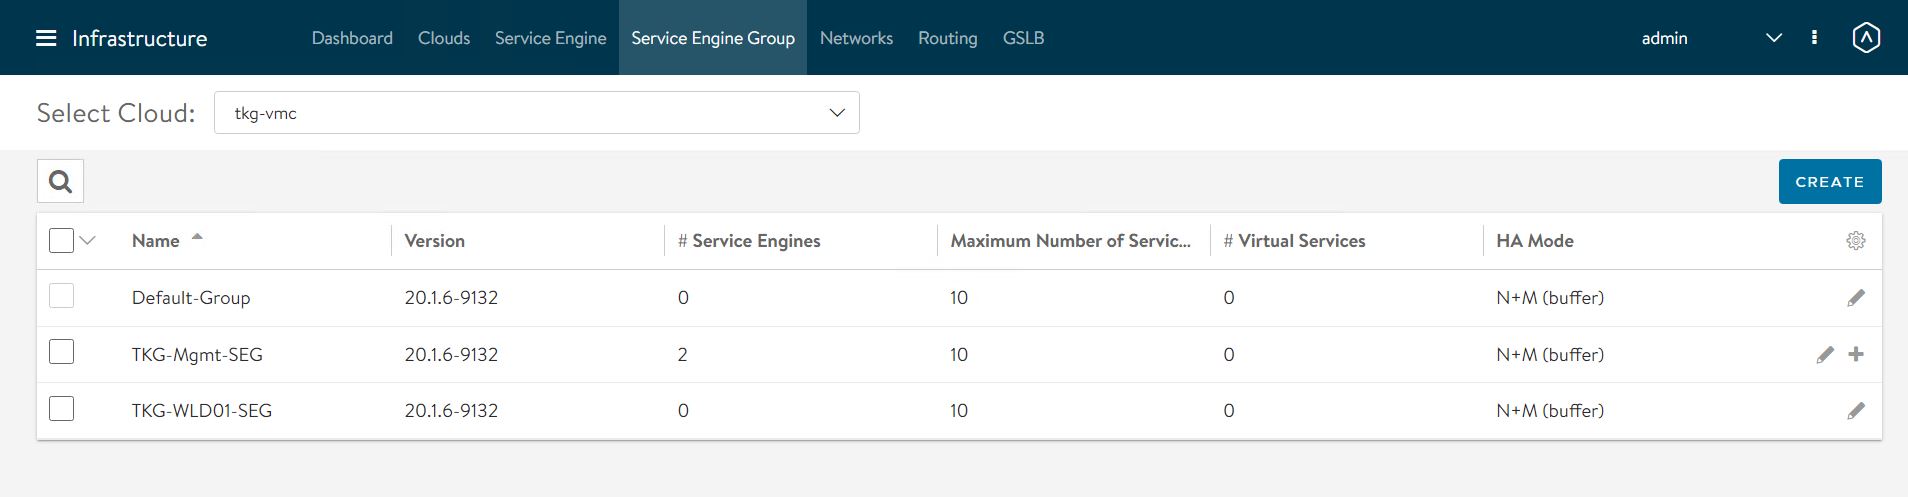 Infrastructure Dashboard Clouds Service Engine Service Engine Group Networks Routing GSLB admin
Select Cloud: tkg-vmc
CREATE
Name Version # Service Engines Maximum Number of Servic... # Virtual Services HA Mode
Default-Group 20.1.6-9132 0 10 0 N+M (buffer)
TKG-Mgmt-SEG 20.1.6-9132 2 10 0 N+M (buffer)
TKG-WLD01-SEG 20.1.6-9132 0 10 0 N+M (buffer)